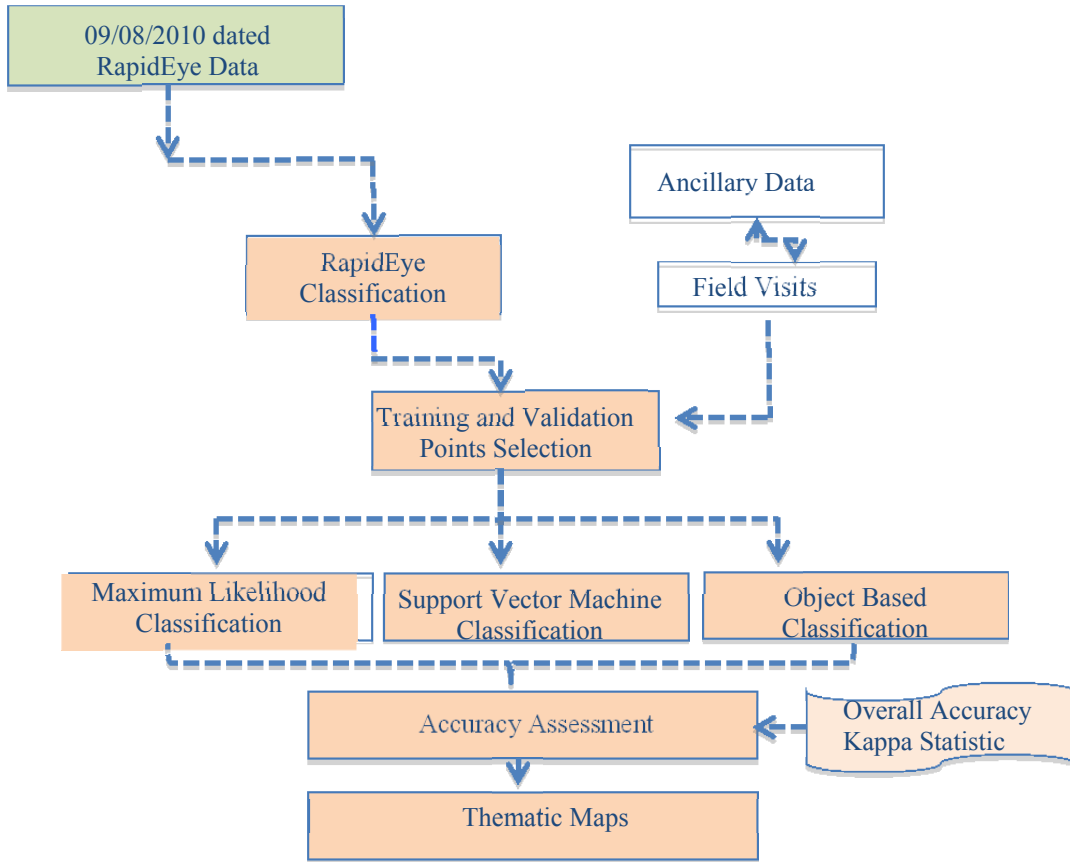 09/08/2010 dated
RapidEye Data
Ancillary Data
RapidEye
Classification
Field Visits
Training and Validation
Points Selection
Maximum Likelihood
Classification
Support Vector Machine
Classification
Object Based
Classification
Accuracy Assessment
Overall Accuracy
Kappa Statistic
Thematic Maps